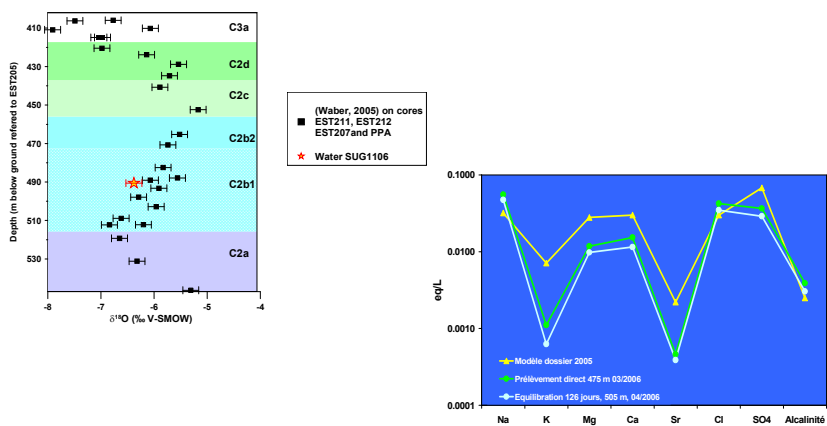 Depth (m below ground referred to EST205)
410
430
450
470
490
510
530
C3a
C2d
C2c
C2b2
C2b1
C2a
-8
-7
-6
-5
-4
δ¹⁸O (‰ V-SMOW)
(Waber, 2005) on cores
EST211, EST212
EST207and PPA
Water SUG1106
eq/L
0.1000
0.0100
0.0010
0.0001
Modèle dossier 2005
Prélèvement direct 475 m 03/2006
Equilibration 126 jours, 505 m, 04/2006
Na
K
Mg
Ca
Sr
Cl
SO4
Alcalinité